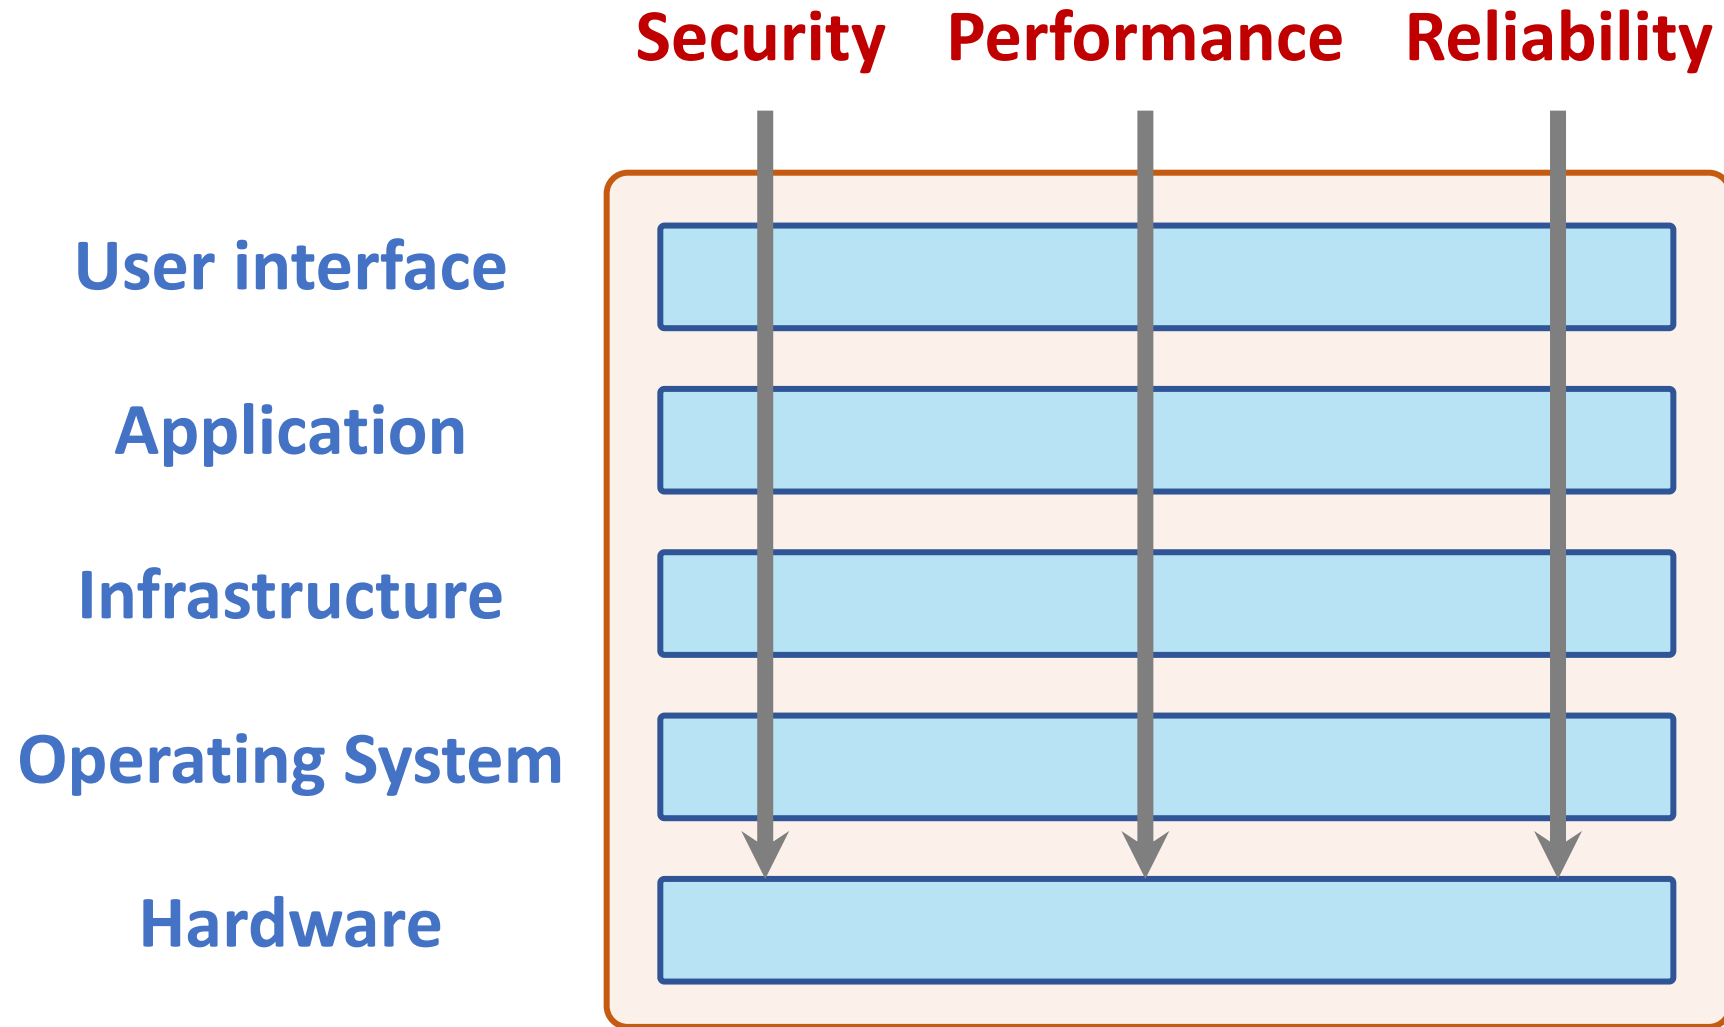 Security Performance Reliability
User interface
Application
Infrastructure
Operating System
Hardware